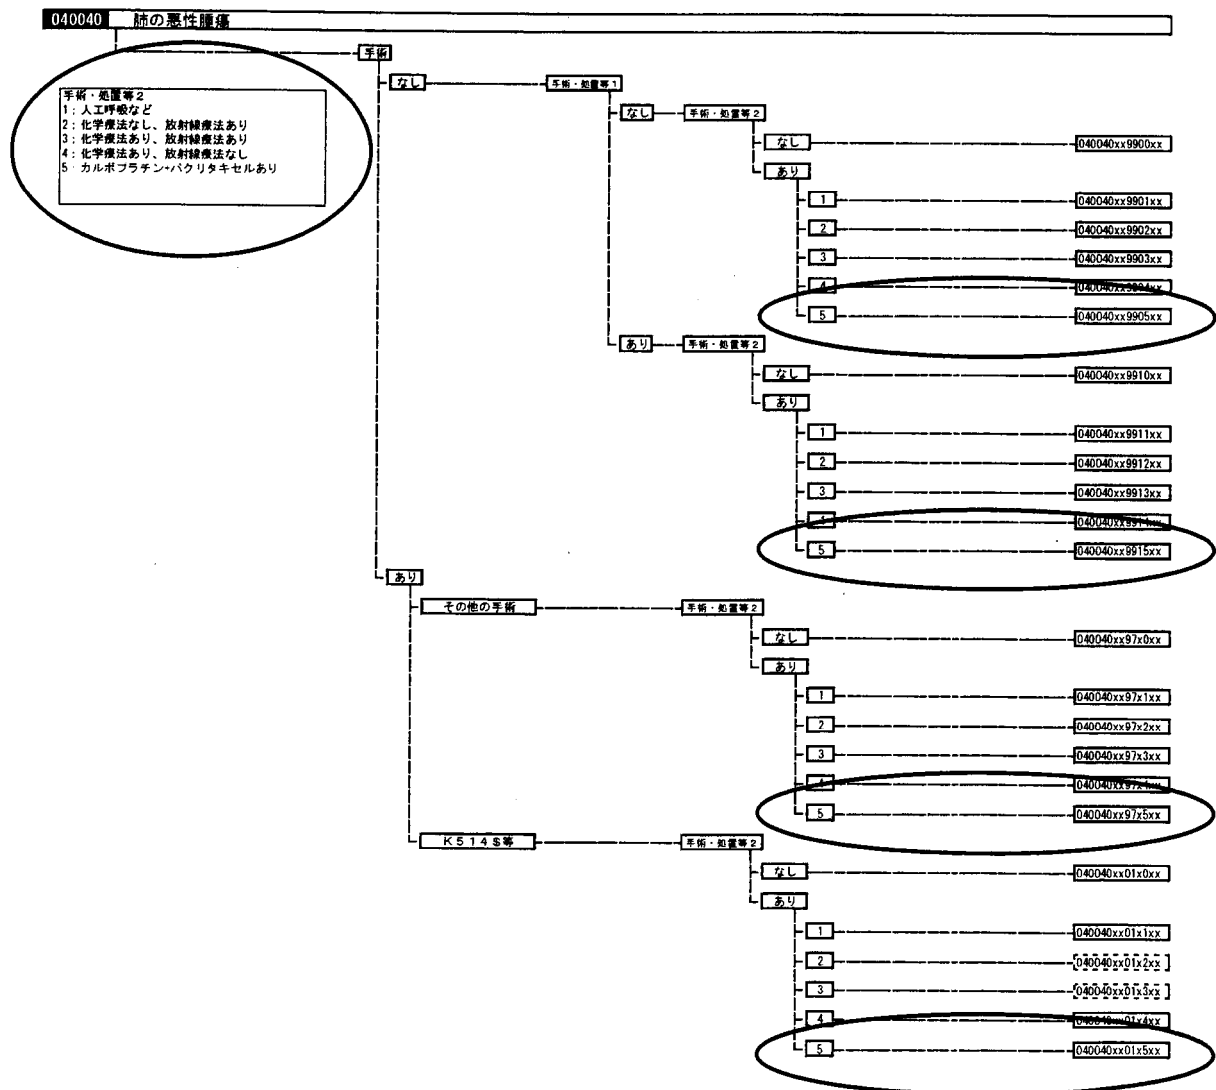 040040 肺の悪性腫瘍
手術
手術・処置等2
1：人工呼吸など
2：化学療法なし、放射線療法あり
3：化学療法あり、放射線療法あり
4：化学療法あり、放射線療法なし
5：カルボプラチン+パクリタキセルあり
なし 手術・処置等1
なし 手術・処置等2
なし 040040xx9900xx
あり
1 040040xx9901xx
2 040040xx9902xx
3 040040xx9903xx
4 040040xx9904xx
5 040040xx9905xx
あり 手術・処置等2
なし 040040xx9910xx
あり
1 040040xx9911xx
2 040040xx9912xx
3 040040xx9913xx
4 040040xx9914xx
5 040040xx9915xx
あり
その他の手術 手術・処置等2
なし 040040xx97x0xx
あり
1 040040xx97x1xx
2 040040xx97x2xx
3 040040xx97x3xx
4 040040xx97x4xx
5 040040xx97x5xx
K514$等 手術・処置等2
なし 040040xx01x0xx
あり
1 040040xx01x1xx
2 040040xx01x2xx
3 040040xx01x3xx
4 040040xx01x4xx
5 040040xx01x5xx